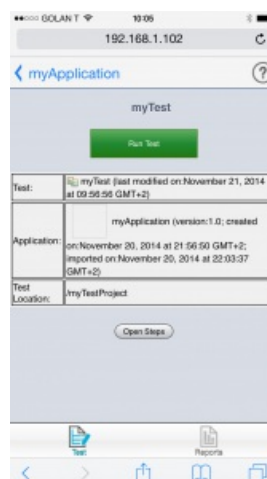 GOLAN T 10:05
192.168.1.102
myApplication ?
myTest
Run Test
Test: myTest (last modified on:November 21, 2014
at 09:56:56 GMT+2)
Application: myApplication (version:1.0; created
on:November 20, 2014 at 21:56:50 GMT+2;
imported on:November 20, 2014 at 22:03:37
GMT+2)
Test
Location: /myTestProject
Open Steps
Test Reports